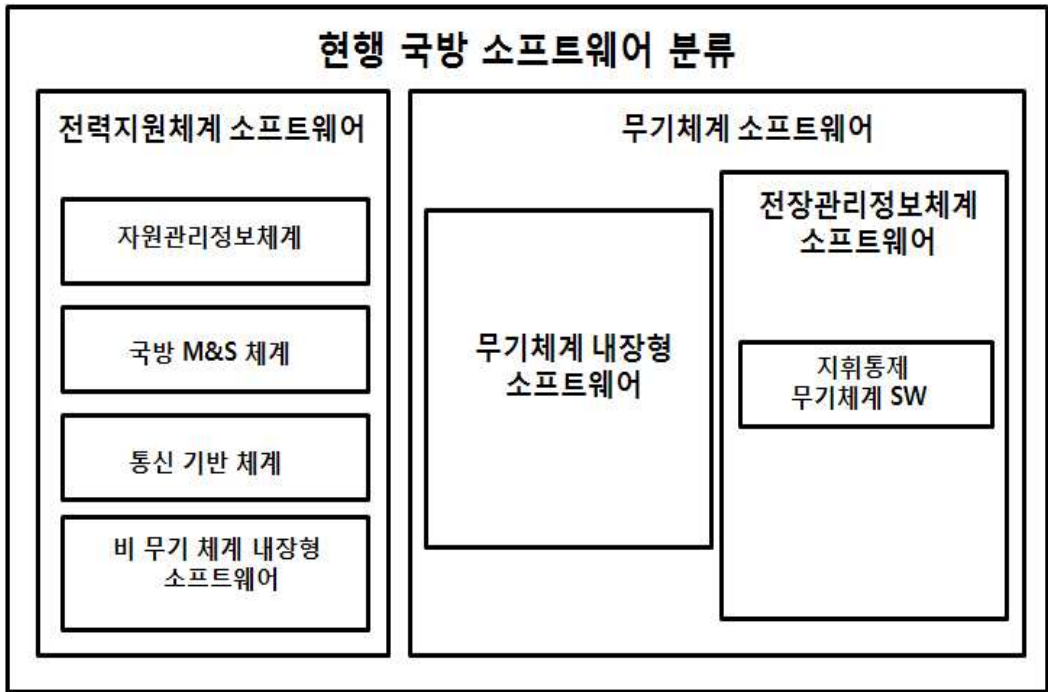 현행 국방 소프트웨어 분류
전력지원체계 소프트웨어
자원관리정보체계
국방 M&S 체계
통신 기반 체계
비 무기 체계 내장형
소프트웨어
무기체계 소프트웨어
무기체계 내장형
소프트웨어
전장관리정보체계
소프트웨어
지휘통제
무기체계 SW